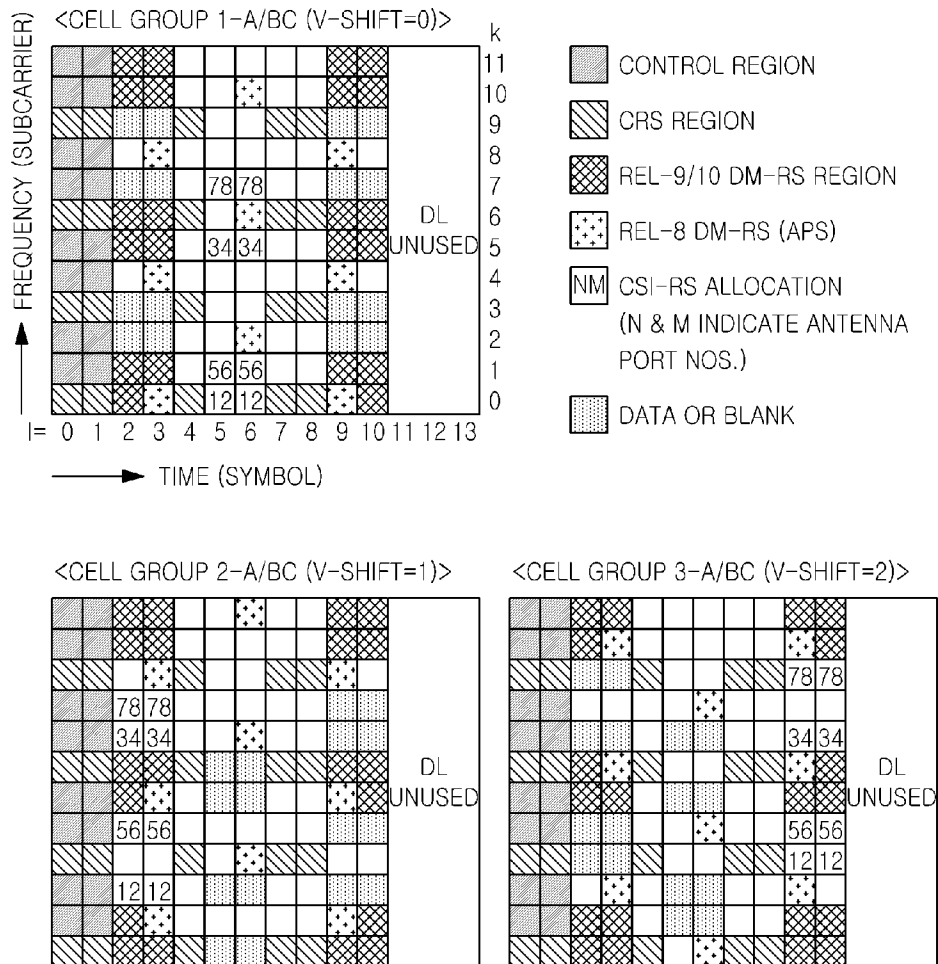 <CELL GROUP 1-A/BC (V-SHIFT=0)>
FREQUENCY (SUBCARRIER)
k
11
10
9
8
7
6
5
4
3
2
1
0
78 78
34 34
56 56
12 12
DL
UNUSED
l= 0 1 2 3 4 5 6 7 8 9 10 11 12 13
TIME (SYMBOL)
CONTROL REGION
CRS REGION
REL-9/10 DM-RS REGION
REL-8 DM-RS (APS)
NM CSI-RS ALLOCATION
(N & M INDICATE ANTENNA
PORT NOS.)
DATA OR BLANK
<CELL GROUP 2-A/BC (V-SHIFT=1)>
78 78
34 34
56 56
12 12
DL
UNUSED
<CELL GROUP 3-A/BC (V-SHIFT=2)>
78 78
34 34
56 56
12 12
DL
UNUSED